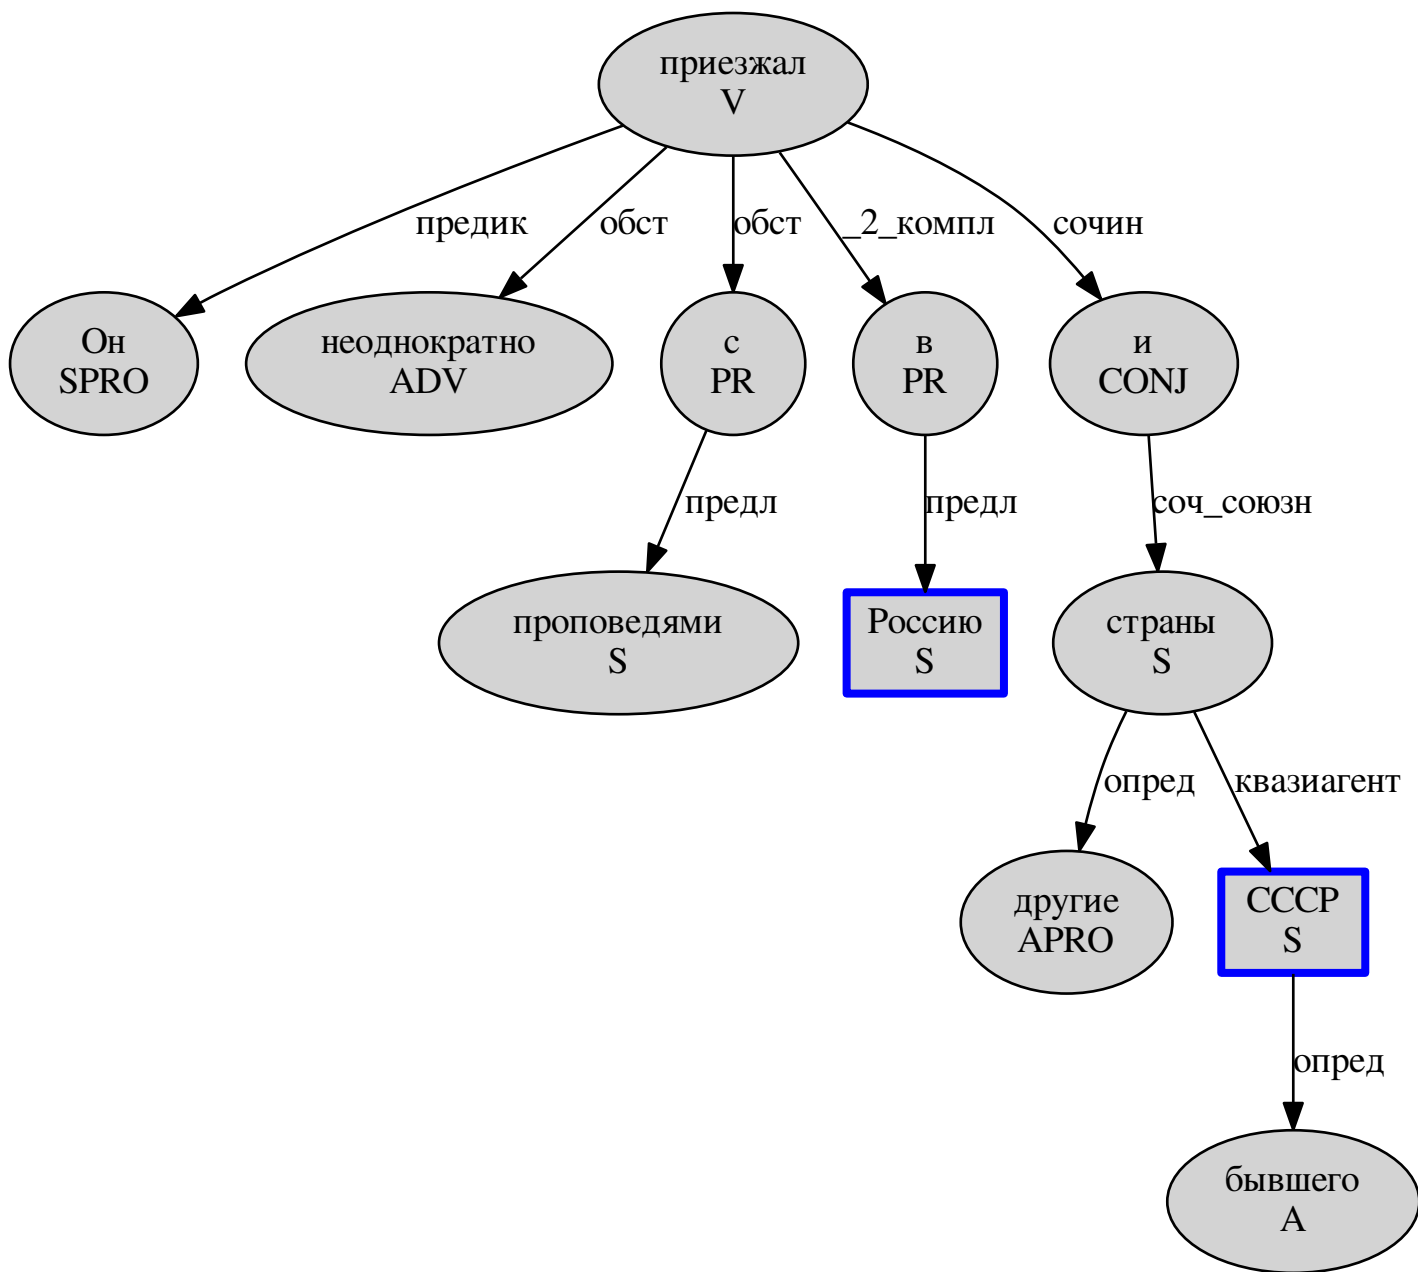 приезжал
V
предик
обст
обст
_2_компл
сочин
Он
SPRO
неоднократно
ADV
с
PR
в
PR
и
CONJ
предл
предл
соч_союзн
проповедями
S
Россию
S
страны
S
опред
квазиагент
другие
APRO
СССР
S
опред
бывшего
A